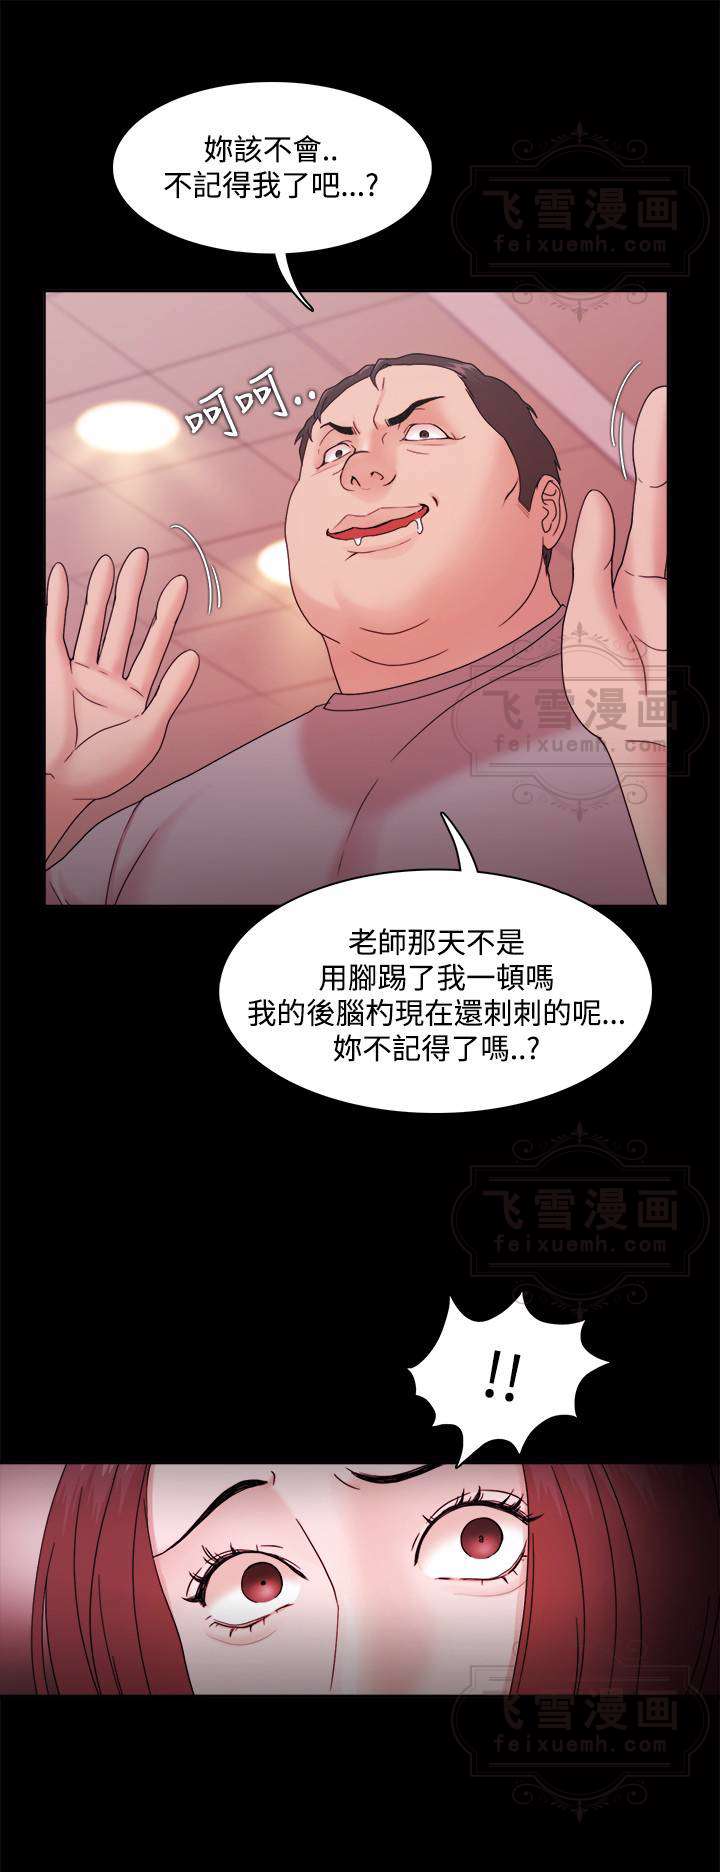 妳該不會..
不記得我了吧...?
飞雪漫画
feixuemh.com
呵呵..
飞雪漫画
feixuemh.com
老師那天不是
用腳踢了我一頓嗎
我的後腦杓現在還刺刺的呢...
妳不記得了嗎..?
飞雪漫画
feixuemh.com
!!
飞雪漫画
feixuemh.com